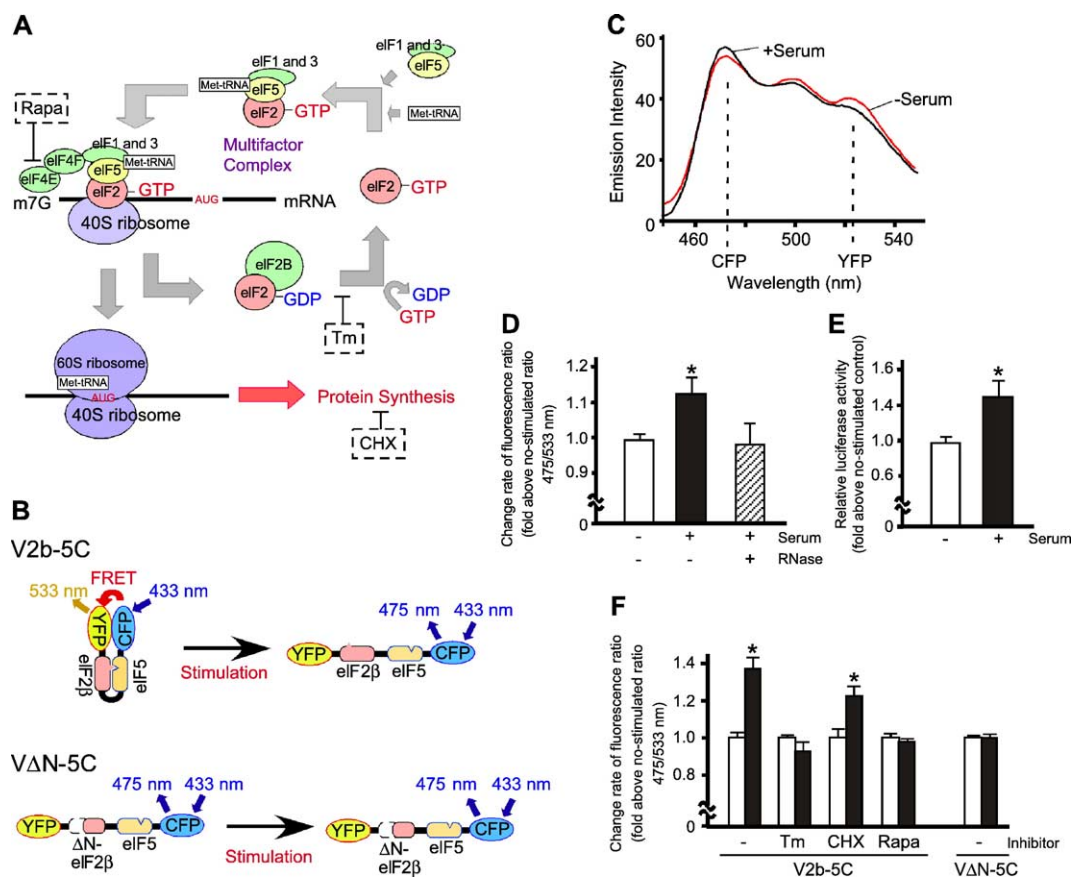 A
eIF1 and 3
eIF5
eIF1 and 3
Met-tRNA
eIF5
eIF2
GTP
Met-tRNA
Multifactor
Complex
Rapa
eIF1 and 3
eIF4F
eIF5
Met-tRNA
eIF4E
eIF2
GTP
m7G
AUG
mRNA
40S ribosome
eIF2
GTP
eIF2B
eIF2
GDP
GDP
GTP
Tm
60S ribosome
Met-tRNA
AUG
40S ribosome
Protein Synthesis
CHX
B
V2b-5C
FRET
533 nm
433 nm
YFP
CFP
eIF2β
eIF5
Stimulation
475 nm
433 nm
YFP
eIF2β
eIF5
CFP
VΔN-5C
475 nm
433 nm
YFP
ΔN-
eIF2β
eIF5
CFP
Stimulation
475 nm
433 nm
YFP
ΔN-
eIF2β
eIF5
CFP
C
60
40
20
0
Emission Intensity
+Serum
-Serum
460
500
540
CFP
YFP
Wavelength (nm)
D
Change rate of fluorescence ratio
(fold above no-stimulated ratio
475/533 nm)
1.2
1.1
1.0
0.9
0
*
- + + Serum
- - + RNase
E
Relative luciferase activity
(fold above no-stimulated control)
1.4
1.0
0.6
0
*
- + Serum
F
Change rate of fluorescence ratio
(fold above no-stimulated ratio
475/533 nm)
1.4
1.2
1.0
0.8
0
*
*
- Tm CHX Rapa - Inhibitor
V2b-5C
VΔN-5C